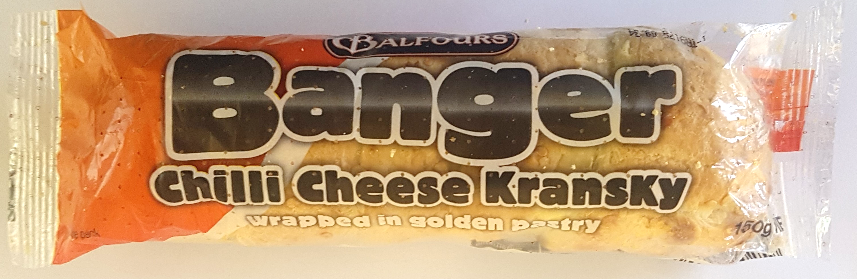 BALFOURS
Banger
Chilli Cheese Kransky
wrapped in golden pastry
150g